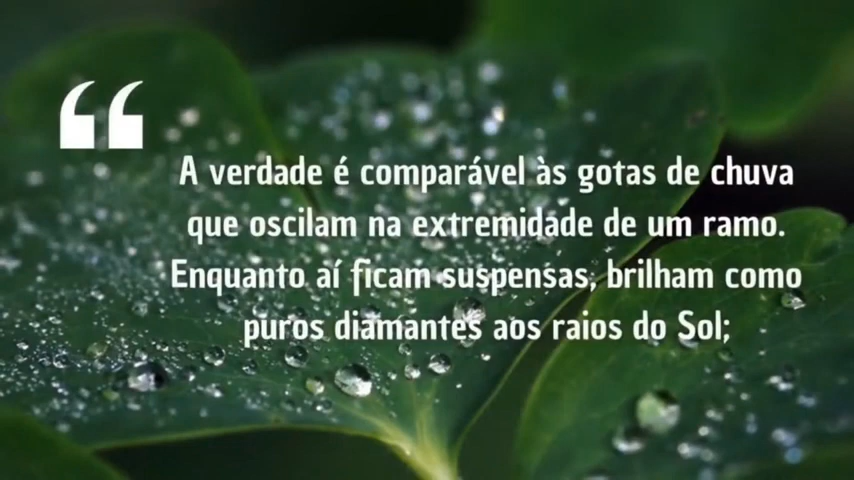 “
A verdade é comparável às gotas de chuva
que oscilam na extremidade de um ramo.
Enquanto aí ficam suspensas, brilham como
puros diamantes aos raios do Sol;